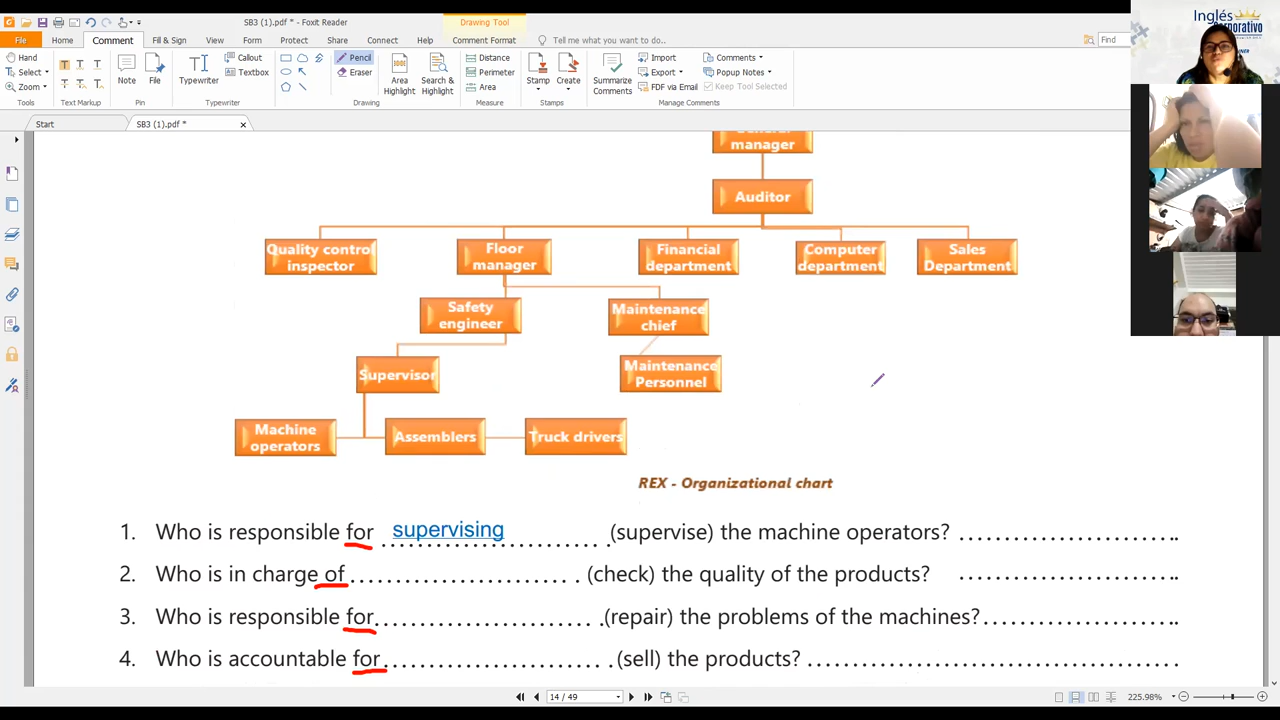 SB3 (1).pdf * - Foxit Reader
Drawing Tool
File Home Comment Fill & Sign View Form Protect Share Connect Help Comment Format Tell me what you want to do... Find
Hand
Select
Zoom
Tools
Text Markup
Note
File
Pin
Typewriter
Callout
Textbox
Typewriter
Pencil
Eraser
Drawing
Area Highlight
Search & Highlight
Distance
Perimeter
Area
Measure
Stamp
Create
Stamps
Summarize Comments
Import
Export
FDF via Email
Comments
Popup Notes
Keep Tool Selected
Manage Comments
Inglés
Corporativo
Start
SB3 (1).pdf *
manager
Auditor
Quality control inspector
Floor manager
Financial department
Computer department
Sales Department
Safety engineer
Maintenance chief
Supervisor
Maintenance Personnel
Machine operators
Assemblers
Truck drivers
REX - Organizational chart
1. Who is responsible for supervising (supervise) the machine operators? ........................
2. Who is in charge of........................... (check) the quality of the products? ........................
3. Who is responsible for..........................(repair) the problems of the machines?........................
4. Who is accountable for........................... (sell) the products? ........................
14 / 49
225.98%